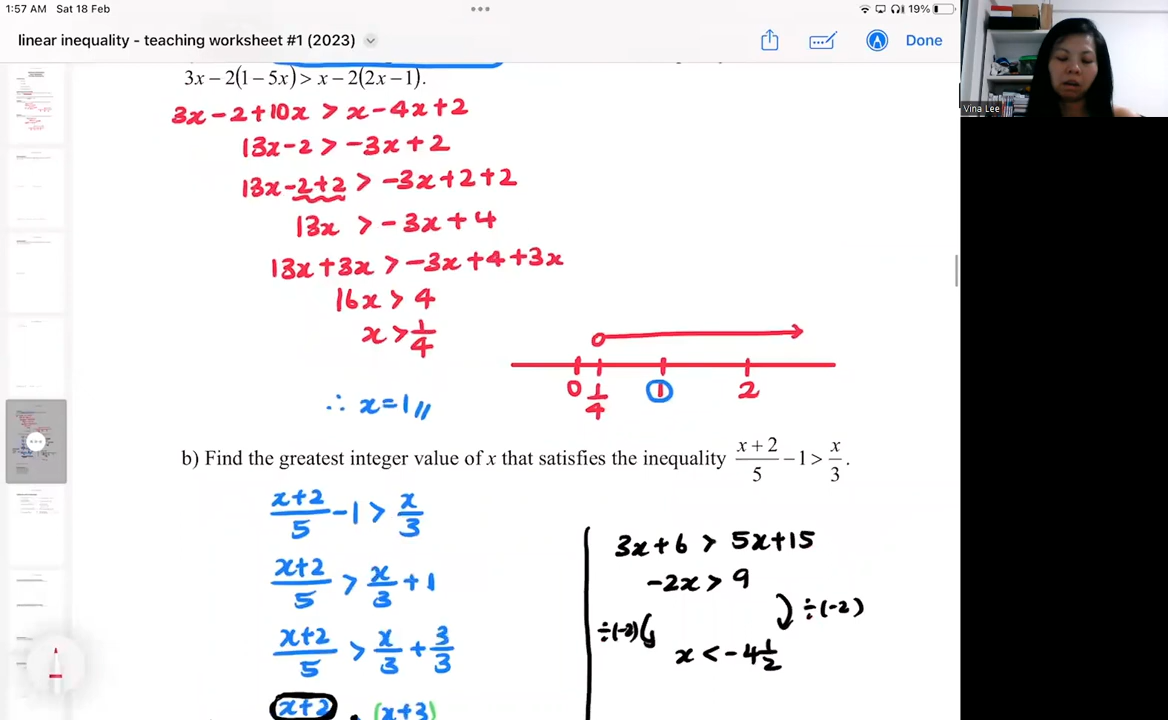 1:57 AM Sat 18 Feb
19%
linear inequality - teaching worksheet #1 (2023)
Done
Vina Lee
3x − 2(1 − 5x) > x − 2(2x − 1).
3x - 2 + 10x > x - 4x + 2
13x - 2 > -3x + 2
13x - 2 + 2 > -3x + 2 + 2
13x > -3x + 4
13x + 3x > -3x + 4 + 3x
16x > 4
x > 1/4
0 1/4 1 2
∴ x = 1 //
b) Find the greatest integer value of x that satisfies the inequality (x + 2)/5 − 1 > x/3.
(x+2)/5 - 1 > x/3
(x+2)/5 > x/3 + 1
(x+2)/5 > x/3 + 3/3
x+2 (x+3)
3x + 6 > 5x + 15
-2x > 9
÷(-2) ÷(-2)
x < -4 1/2